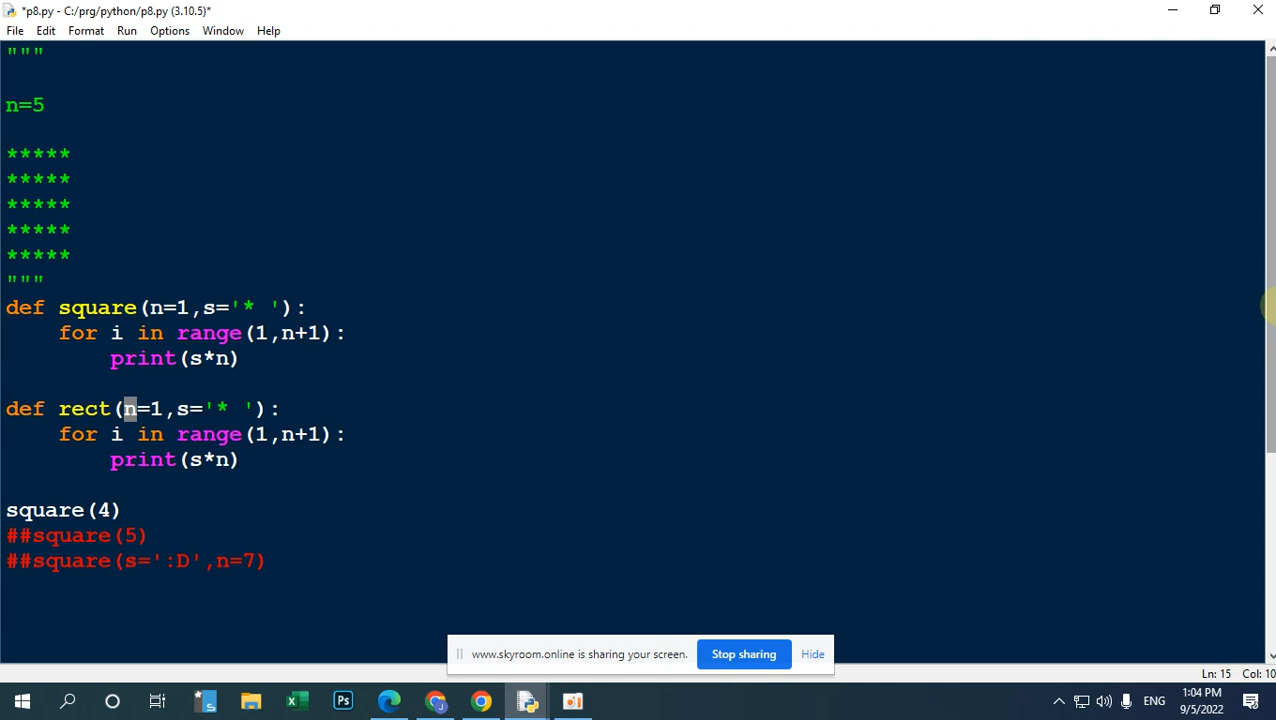 *p8.py - C:/prg/python/p8.py (3.10.5)*
File Edit Format Run Options Window Help
"""
n=5
*****
*****
*****
*****
*****
"""
def square(n=1,s='* '):
    for i in range(1,n+1):
        print(s*n)
def rect(n=1,s='* '):
    for i in range(1,n+1):
        print(s*n)
square(4)
##square(5)
##square(s=':D',n=7)
www.skyroom.online is sharing your screen. Stop sharing Hide
Ln: 15 Col: 10
S X Ps J ENG 1:04 PM
9/5/2022